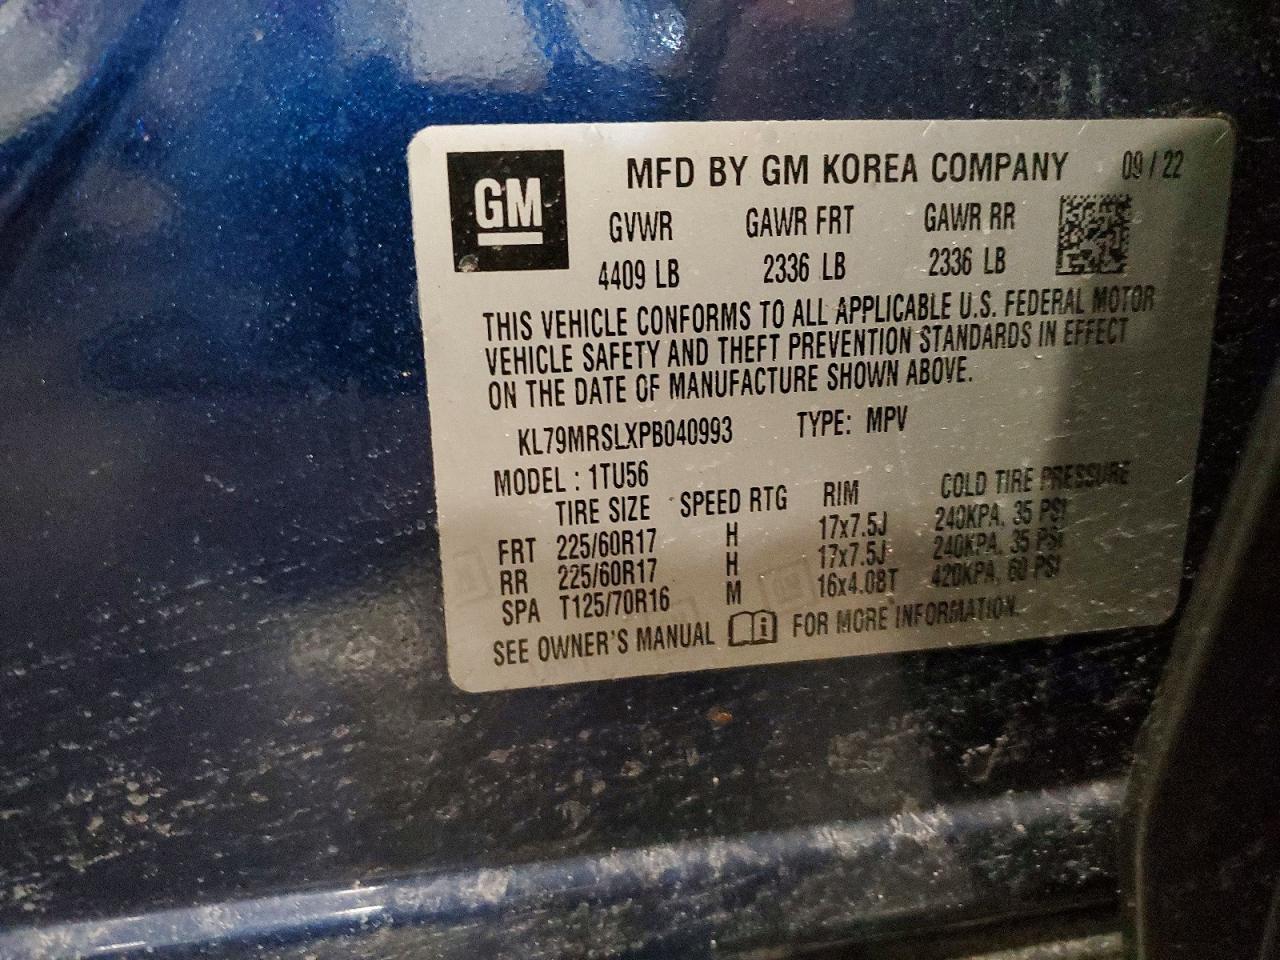 GM
MFD BY GM KOREA COMPANY 09 / 22
GVWR GAWR FRT GAWR RR
4409 LB 2336 LB 2336 LB
THIS VEHICLE CONFORMS TO ALL APPLICABLE U.S. FEDERAL MOTOR
VEHICLE SAFETY AND THEFT PREVENTION STANDARDS IN EFFECT
ON THE DATE OF MANUFACTURE SHOWN ABOVE.
KL79MRSLXPB040993 TYPE: MPV
MODEL : 1TU56
TIRE SIZE SPEED RTG RIM COLD TIRE PRESSURE
FRT 225/60R17 H 17x7.5J 240KPA, 35 PSI
RR 225/60R17 H 17x7.5J 240KPA, 35 PSI
SPA T125/70R16 M 16x4.0BT 420KPA, 60 PSI
SEE OWNER'S MANUAL FOR MORE INFORMATION.